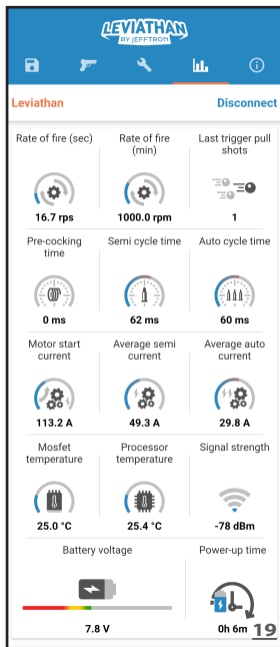 LEVIATHAN
BY JEFFTRON
Leviathan Disconnect
Rate of fire (sec) Rate of fire (min) Last trigger pull shots
16.7 rps 1000.0 rpm 1
Pre-cocking time Semi cycle time Auto cycle time
0 ms 62 ms 60 ms
Motor start current Average semi current Average auto current
113.2 A 49.3 A 29.8 A
Mosfet temperature Processor temperature Signal strength
25.0 °C 25.4 °C -78 dBm
Battery voltage Power-up time
7.8 V 0h 6m
19